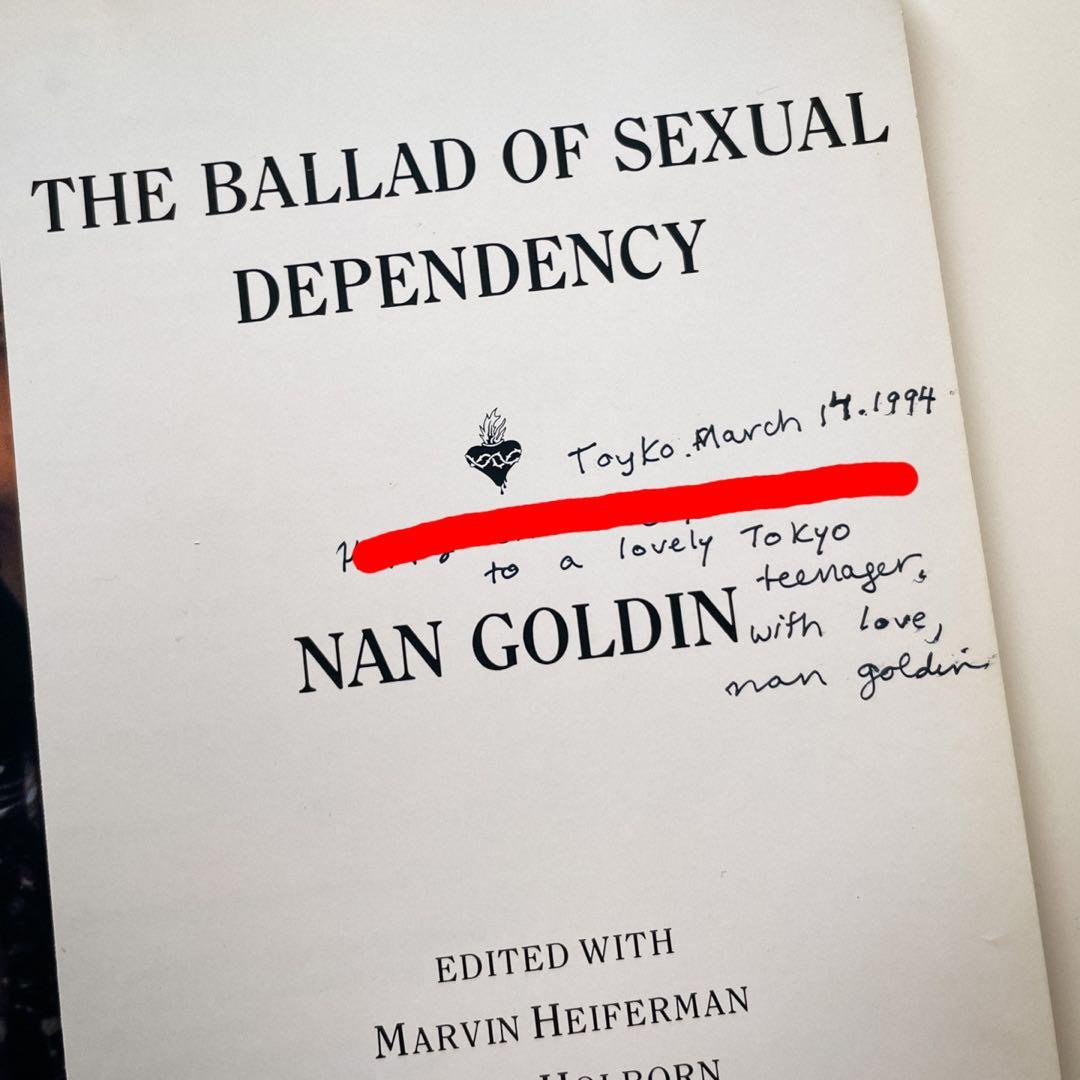 THE BALLAD OF SEXUAL
DEPENDENCY
Toyko. March 14. 1994
to a lovely Tokyo
teenager,
NAN GOLDIN
with love,
nan goldin
EDITED WITH
MARVIN HEIFERMAN
HOLBORN